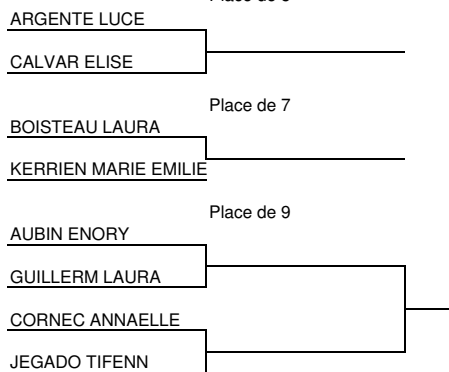 ARGENTE LUCE
CALVAR ELISE
Place de 7
BOISTEAU LAURA
KERRIEN MARIE EMILIE
Place de 9
AUBIN ENORY
GUILLERM LAURA
CORNEC ANNAELLE
JEGADO TIFENN